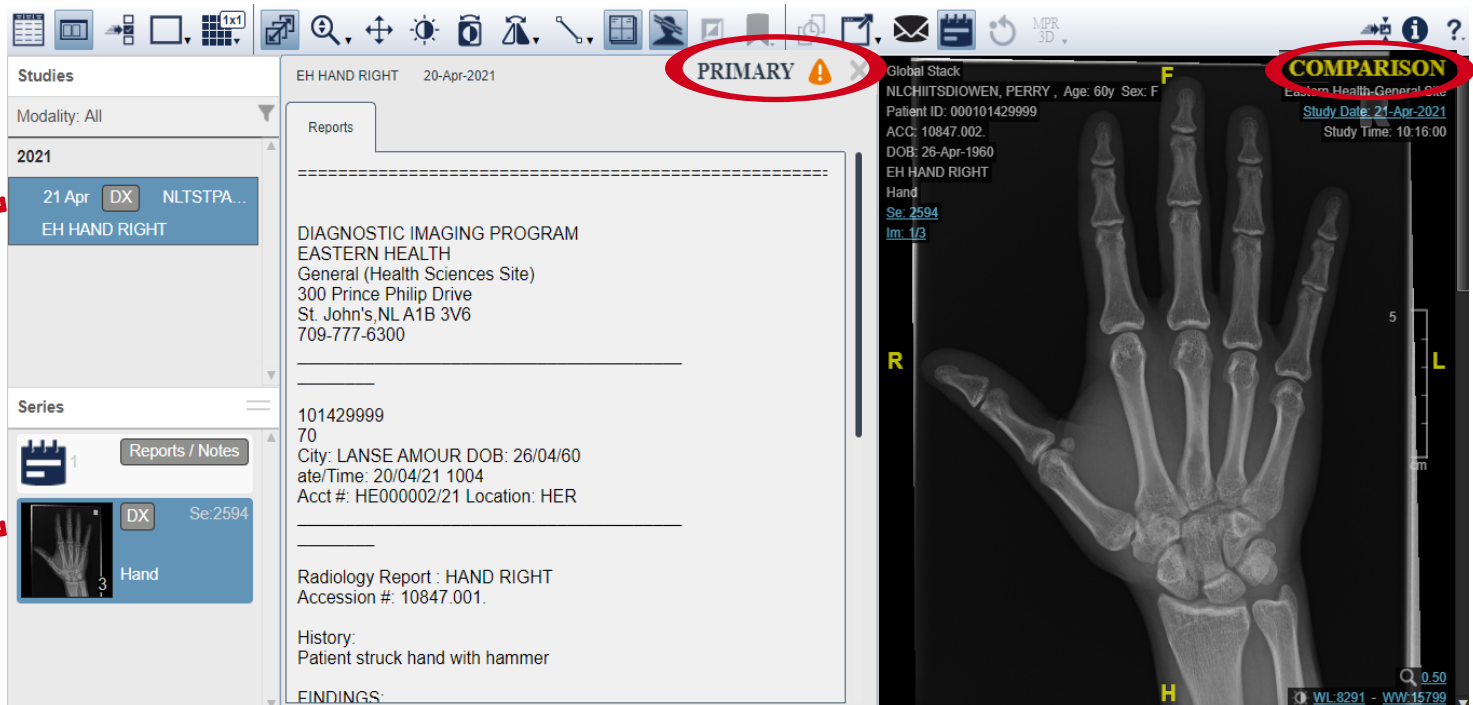 1x1
MPR
3D
?
Studies
Modality: All
2021
21 Apr DX NLTSTPA...
EH HAND RIGHT
Series
1 Reports / Notes
DX Se:2594
Hand
3
EH HAND RIGHT 20-Apr-2021 PRIMARY
Reports
================================================
DIAGNOSTIC IMAGING PROGRAM
EASTERN HEALTH
General (Health Sciences Site)
300 Prince Philip Drive
St. John's,NL A1B 3V6
709-777-6300
101429999
70
City: LANSE AMOUR DOB: 26/04/60
ate/Time: 20/04/21 1004
Acct #: HE000002/21 Location: HER
Radiology Report : HAND RIGHT
Accession #: 10847.001.
History:
Patient struck hand with hammer
FINDINGS:
Global Stack
NLCHIITSDIOWEN, PERRY , Age: 60y Sex: F
Patient ID: 000101429999
ACC: 10847.002.
DOB: 26-Apr-1960
EH HAND RIGHT
Hand
Se: 2594
Im: 1/3
F
COMPARISON
Eastern Health-General Site
Study Date: 21-Apr-2021
Study Time: 10:16:00
R
R
L
5
cm
H
0.50
WL:8291 - WW:15799